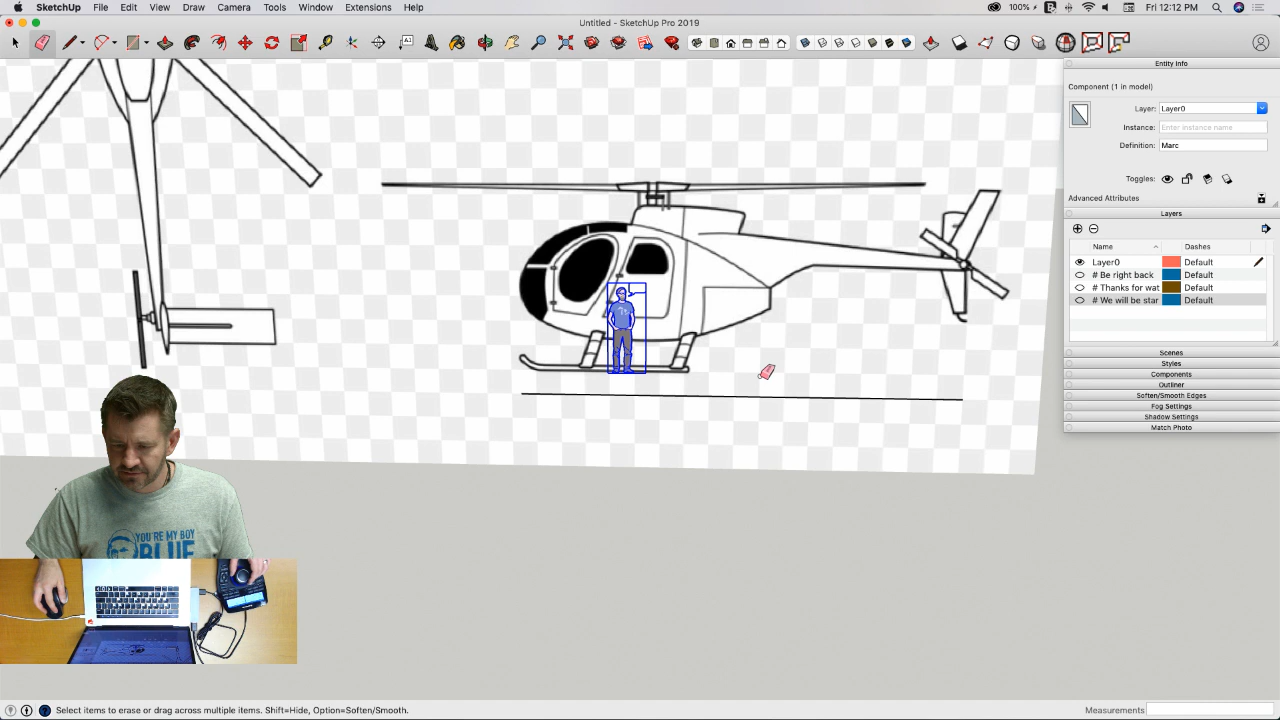 SketchUp File Edit View Camera Draw Tools Window Extensions Help
100% Fri 12:12 PM
Untitled - SketchUp Pro 2019
A1
Entity Info
Component (1 in model)
Layer: Layer0
Instance: Enter instance name
Definition: Marc
Toggles:
Advanced Attributes
Layers
Name Dashes
Layer0 Default
# Be right back Default
# Thanks for wat Default
# We will be star Default
Scenes
Styles
Components
Outliner
Soften/Smooth Edges
Fog Settings
Shadow Settings
Match Photo
YOU'RE MY BOY
BLUE
Select items to erase or drag across multiple items. Shift=Hide, Option=Soften/Smooth.
Measurements